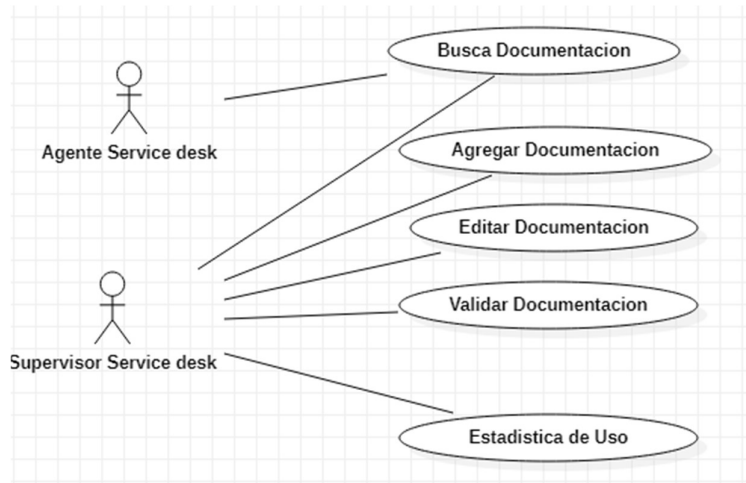 Busca Documentacion
Agente Service desk
Agregar Documentacion
Editar Documentacion
Validar Documentacion
Supervisor Service desk
Estadistica de Uso